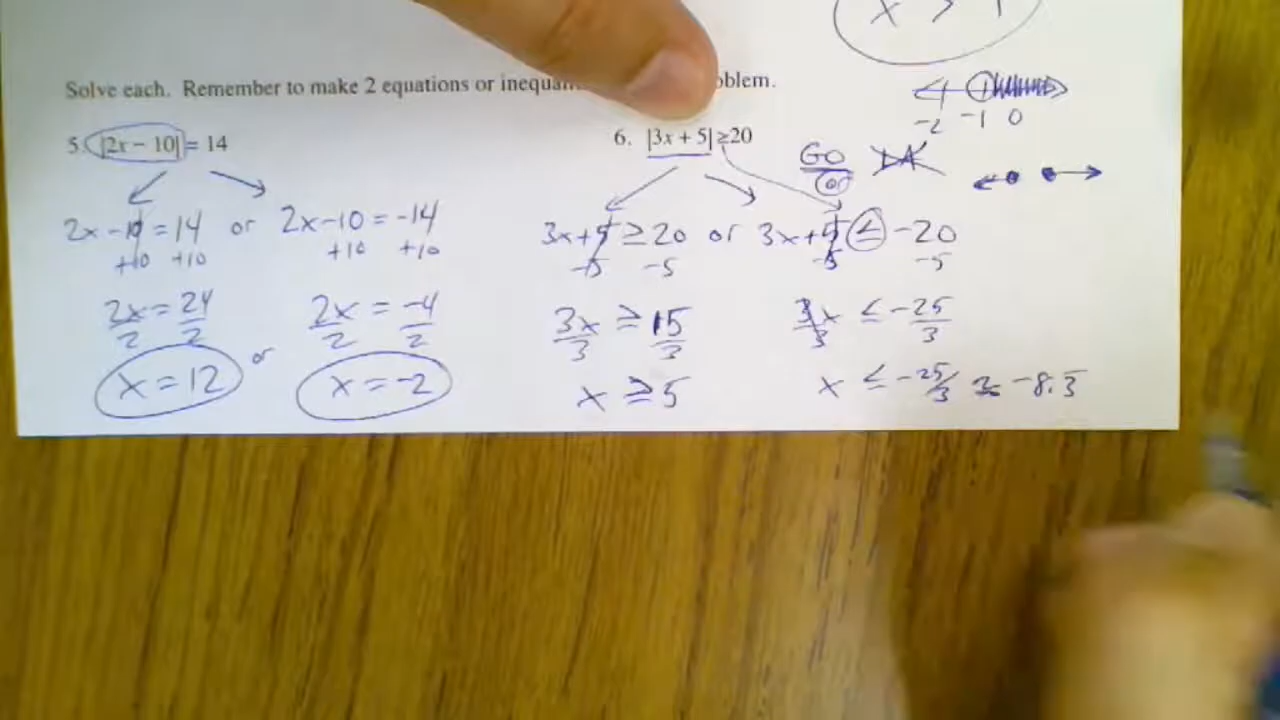 x > 1
Solve each. Remember to make 2 equations or inequa oblem.
-2 -1 0
5. |2x − 10| = 14
6. |3x + 5| ≥20
GO
or
2x-10 = 14 or 2x-10 = -14
+10 +10 +10 +10
2x = 24
2 2
2x = -4
2 2
x = 12 or x = -2
3x+5 ≥ 20 or 3x+5 ≤ -20
-5 -5 -5 -5
3x ≥ 15
3 3
3x ≤ -25
3 3
x ≥ 5
x ≤ -25/3 ≈ -8.3